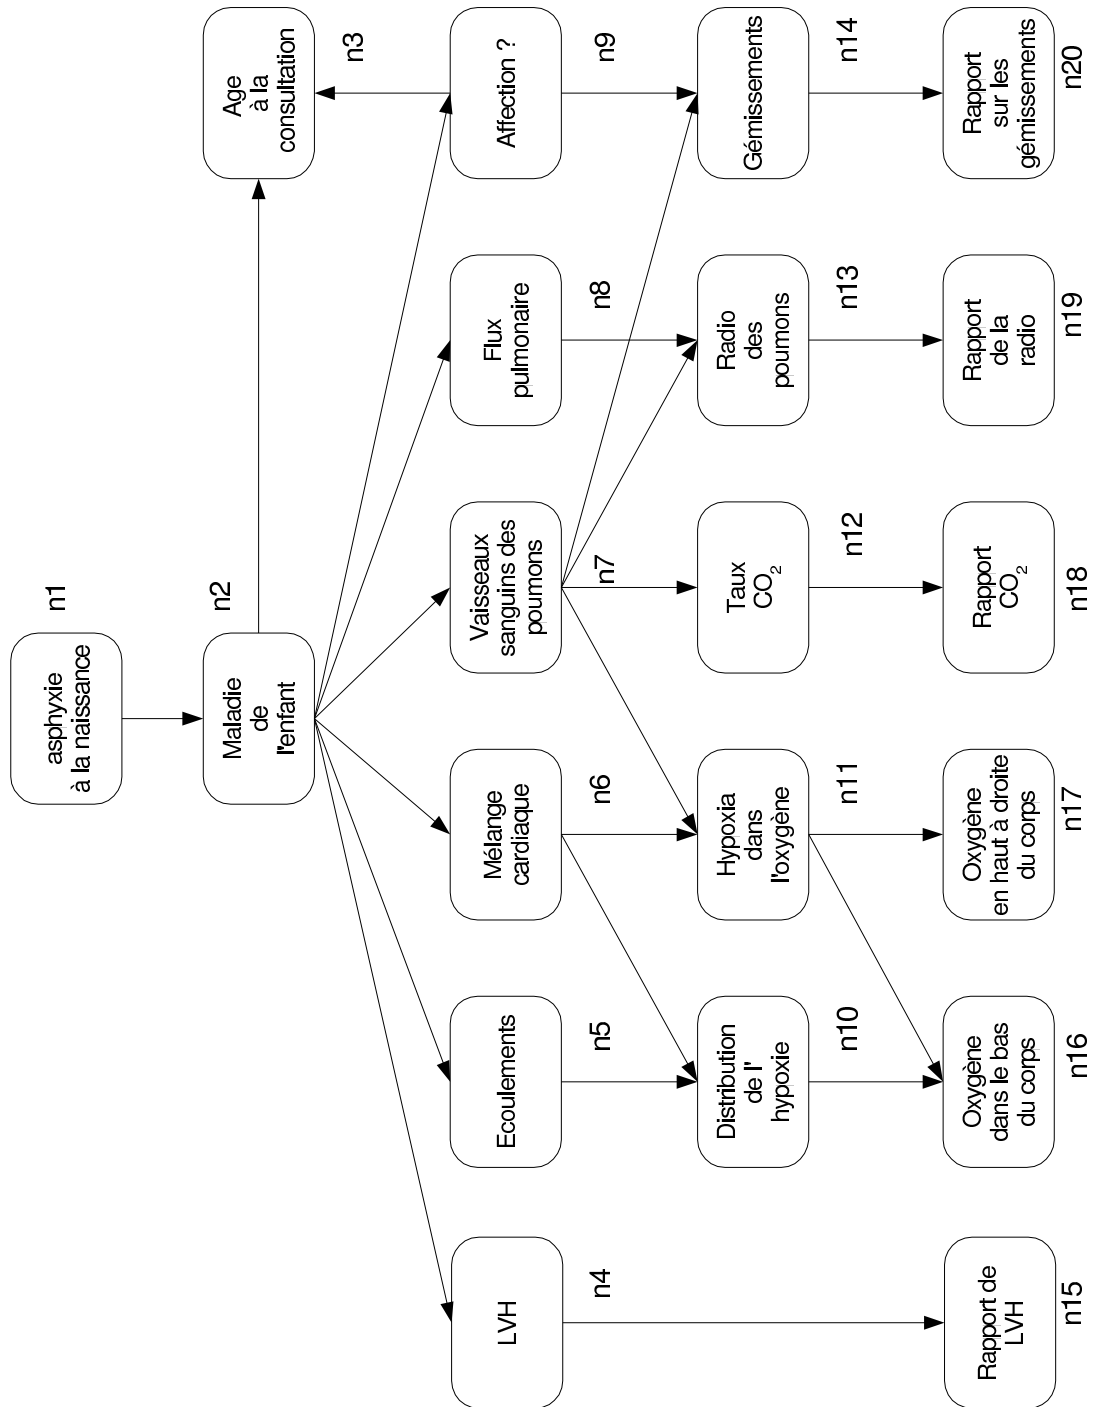 asphyxie
à la naissance
n1
Maladie
de
l'enfant
n2
Age
à la
consultation
n3
LVH
n4
Ecoulements
n5
Mélange
cardiaque
n6
Vaisseaux
sanguins des
poumons
n7
Flux
pulmonaire
n8
Affection ?
n9
Distribution
de l'
hypoxie
n10
Hypoxia
dans
l'oxygène
n11
Taux
CO₂
n12
Radio
des
poumons
n13
Gémissements
n14
Rapport de
LVH
n15
Oxygène
dans le bas
du corps
n16
Oxygène
en haut à droite
du corps
n17
Rapport
CO₂
n18
Rapport
de la
radio
n19
Rapport
sur les
gémissements
n20